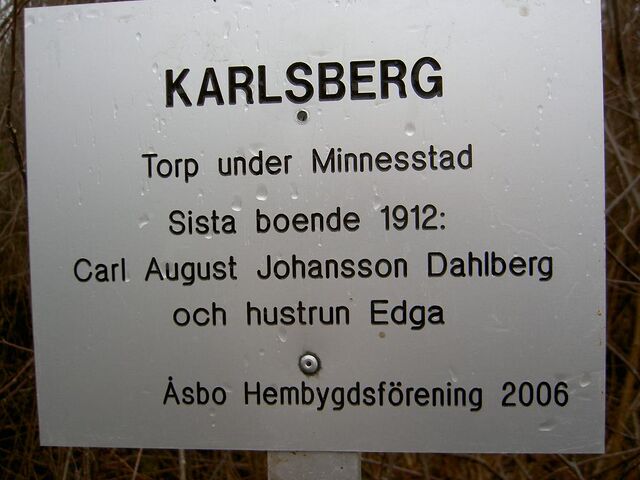 KARLSBERG
Torp under Minnesstad
Sista boende 1912:
Carl August Johansson Dahlberg
och hustrun Edga
Åsbo Hembygdsförening 2006